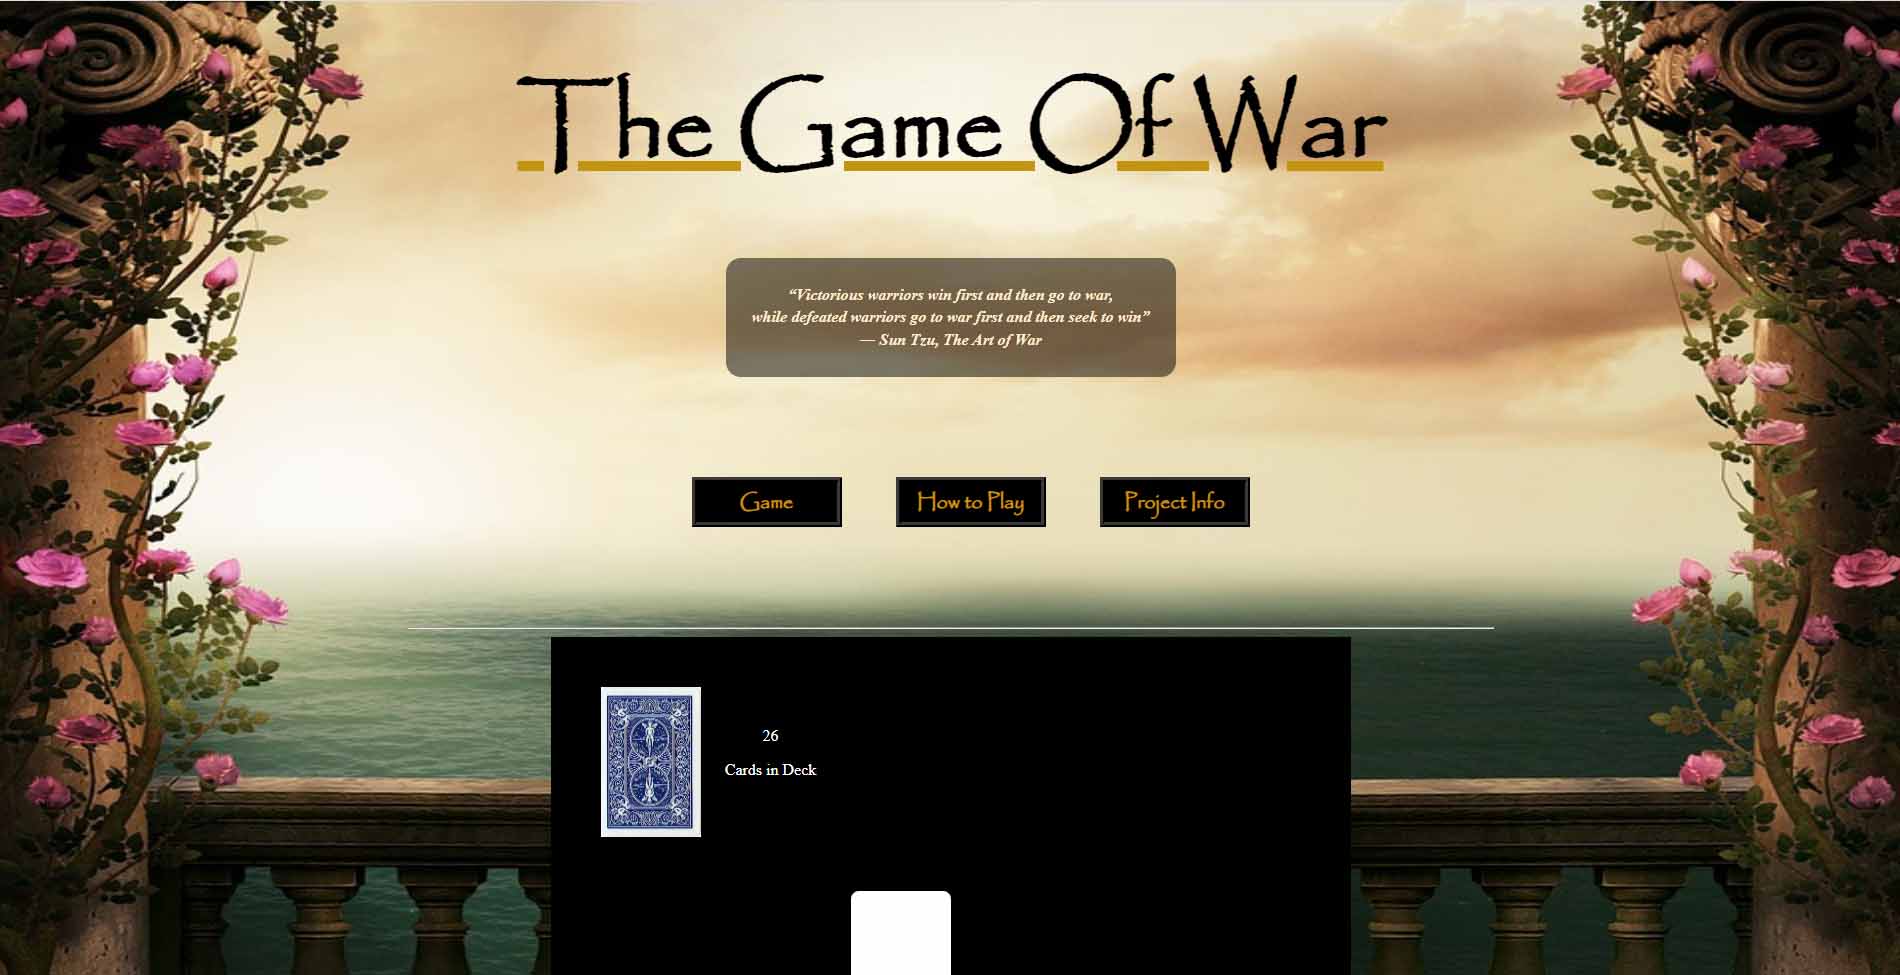 The Game Of War
“Victorious warriors win first and then go to war,
while defeated warriors go to war first and then seek to win”
— Sun Tzu, The Art of War
Game
How to Play
Project Info
26
Cards in Deck